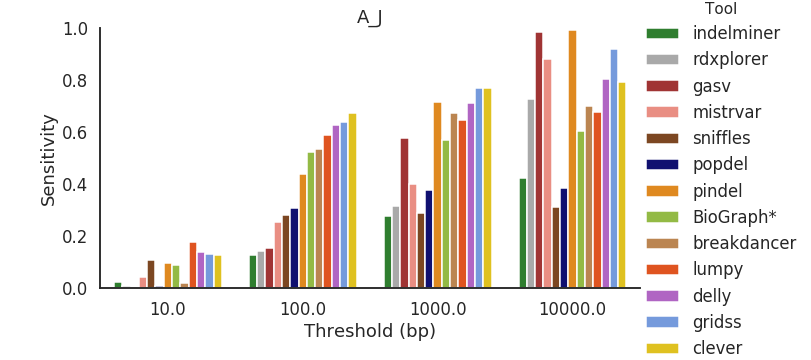 A_J
Tool
Sensitivity
1.0
0.8
0.6
0.4
0.2
0.0
10.0 100.0 1000.0 10000.0
Threshold (bp)
indelminer
rdxplorer
gasv
mistrvar
sniffles
popdel
pindel
BioGraph*
breakdancer
lumpy
delly
gridss
clever